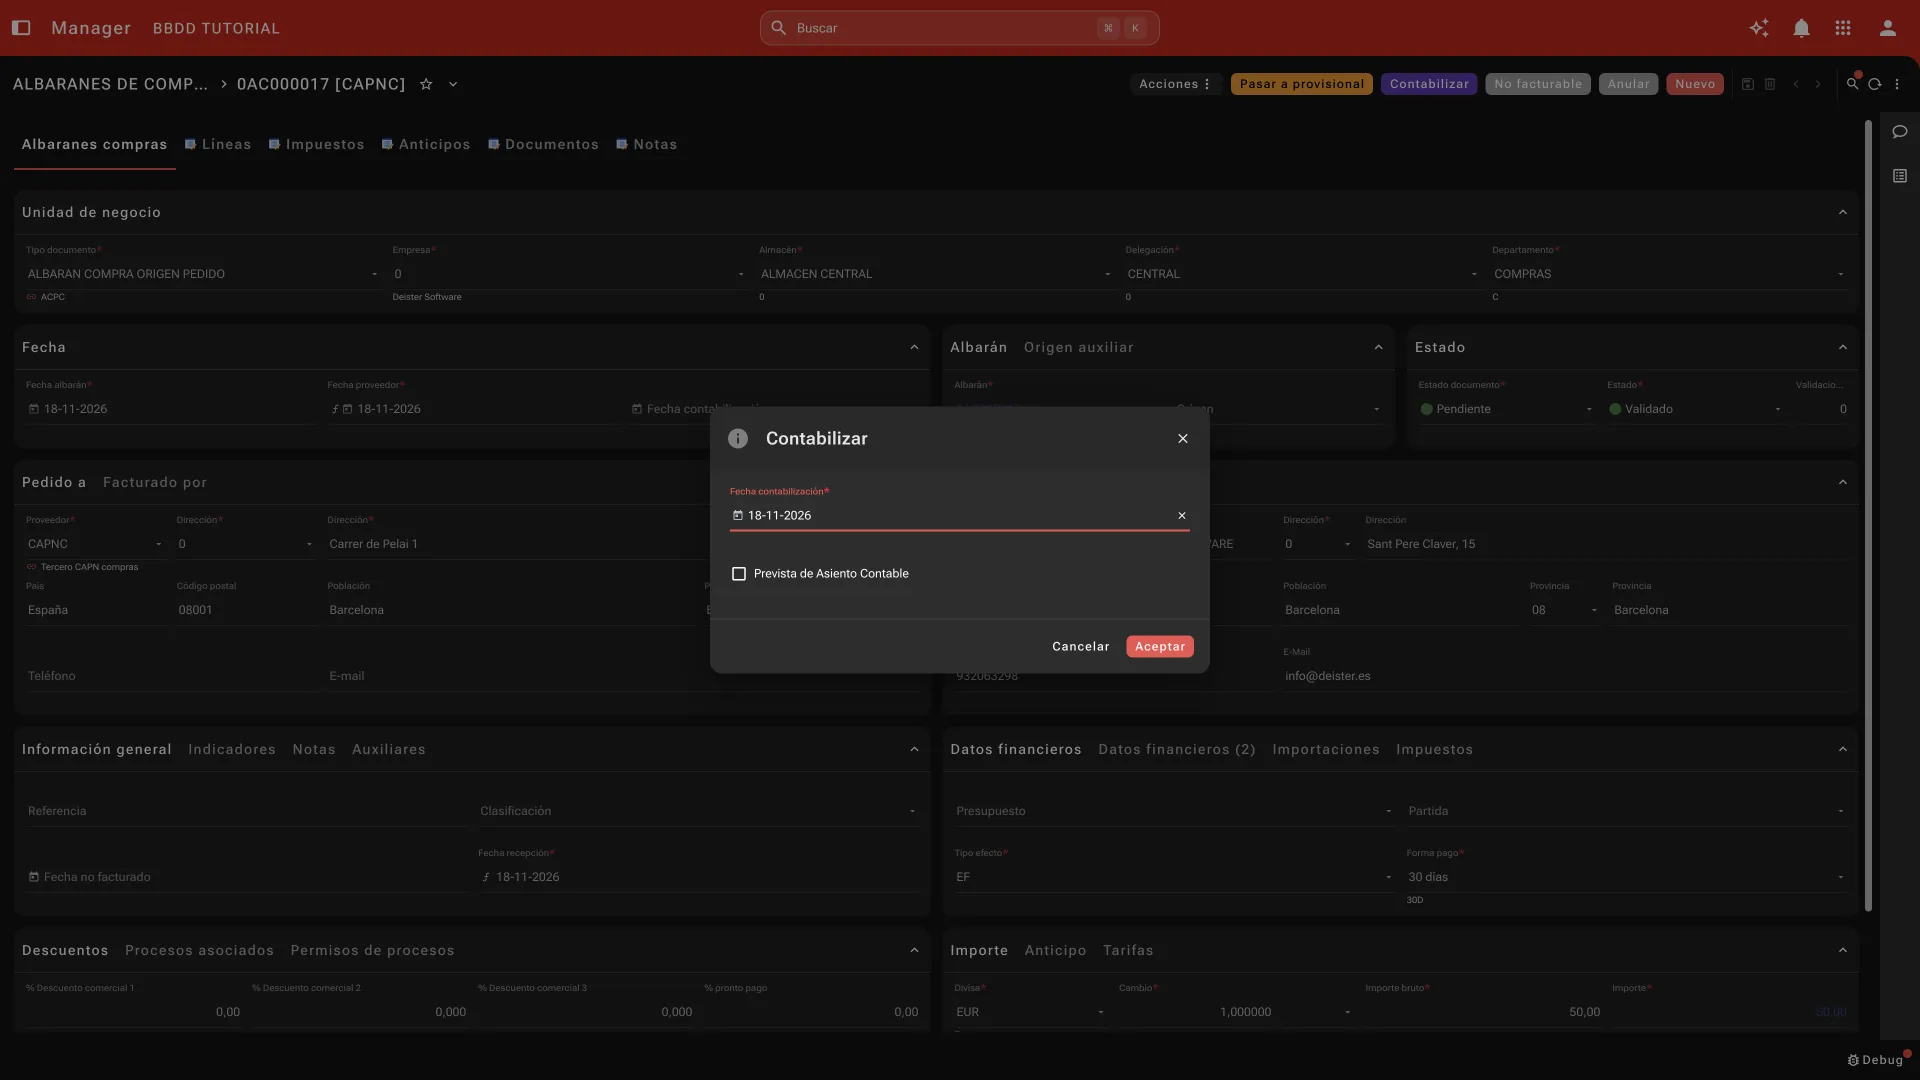 Manager BBDD TUTORIAL Buscar ⌘ K
ALBARANES DE COMP... > 0AC000017 [CAPNC] Acciones Pasar a provisional Contabilizar No facturable Anular Nuevo
Albaranes compras Líneas Impuestos Anticipos Documentos Notas
Unidad de negocio
Tipo documento* Empresa* Almacén* Delegación* Departamento*
ALBARAN COMPRA ORIGEN PEDIDO 0 ALMACEN CENTRAL CENTRAL COMPRAS
ACPC Deister Software 0 0 C
Fecha Albarán Origen auxiliar Estado
Fecha albarán* Fecha proveedor* Albarán* Estado documento* Estado* Validacio...
18-11-2026 18-11-2026 Pendiente Validado 0
Contabilizar
Fecha contabilización*
18-11-2026
Prevista de Asiento Contable
Cancelar Aceptar
Pedido a Facturado por
Proveedor* Dirección* Dirección* Dirección* Dirección
CAPNC 0 Carrer de Pelai 1 0 Sant Pere Claver, 15
Tercero CAPN compras
País Código postal Población Población Provincia Provincia
España 08001 Barcelona Barcelona 08 Barcelona
E-Mail
Teléfono E-mail 932063298 info@deister.es
Información general Indicadores Notas Auxiliares Datos financieros Datos financieros (2) Importaciones Impuestos
Referencia Clasificación Presupuesto Partida
Fecha recepción* Tipo efecto* Forma pago*
Fecha no facturado 18-11-2026 EF 30 días
30D
Descuentos Procesos asociados Permisos de procesos Importe Anticipo Tarifas
% Descuento comercial 1 % Descuento comercial 2 % Descuento comercial 3 % pronto pago Divisa* Cambio* Importe bruto* Importe*
0,00 0,000 0,000 0,00 EUR 1,000000 50,00 50,00
Debug